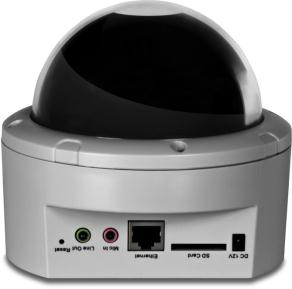 Reset
Line Out
Mic In
Ethernet
SD Card
DC 12V